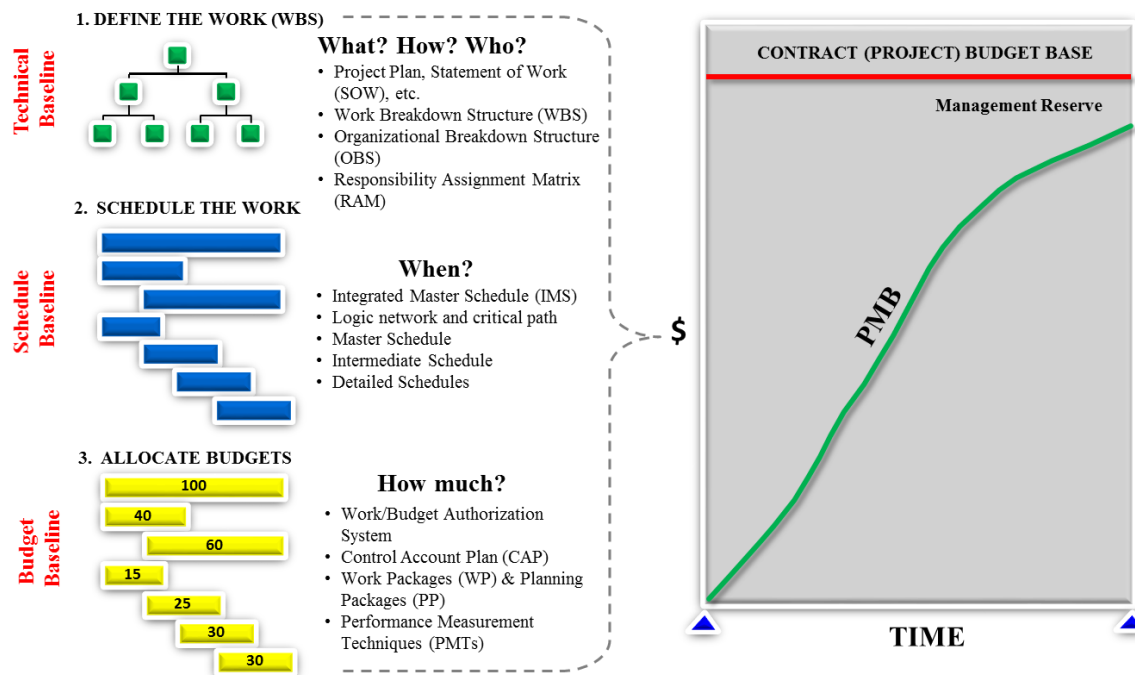 1. DEFINE THE WORK (WBS)
Technical
Baseline
What? How? Who?
• Project Plan, Statement of Work
(SOW), etc.
• Work Breakdown Structure (WBS)
• Organizational Breakdown Structure
(OBS)
• Responsibility Assignment Matrix
(RAM)
2. SCHEDULE THE WORK
Schedule
Baseline
When?
• Integrated Master Schedule (IMS)
• Logic network and critical path
• Master Schedule
• Intermediate Schedule
• Detailed Schedules
3. ALLOCATE BUDGETS
Budget
Baseline
100
40
60
15
25
30
30
How much?
• Work/Budget Authorization
System
• Control Account Plan (CAP)
• Work Packages (WP) & Planning
Packages (PP)
• Performance Measurement
Techniques (PMTs)
$
CONTRACT (PROJECT) BUDGET BASE
Management Reserve
PMB
TIME